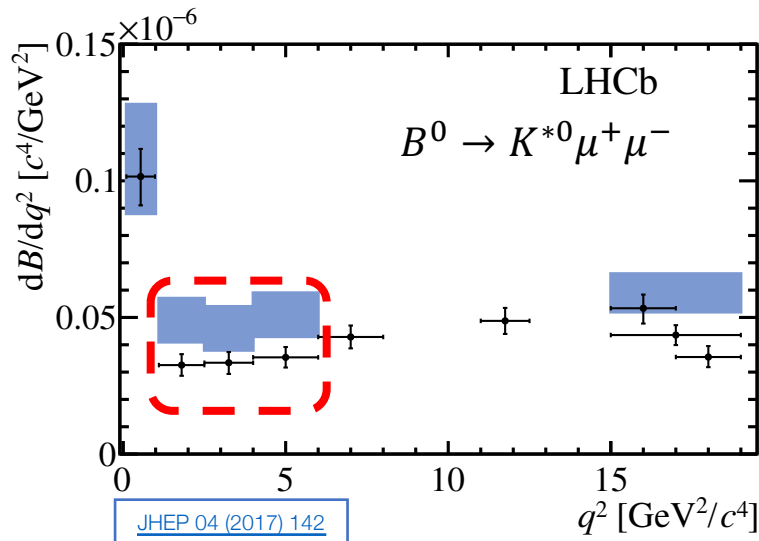 ×10⁻⁶
0.15
LHCb
B⁰ → K*⁰μ⁺μ⁻
0.1
dB/dq² [c⁴/GeV²]
0.05
0
0 5 10 15
q² [GeV²/c⁴]
JHEP 04 (2017) 142